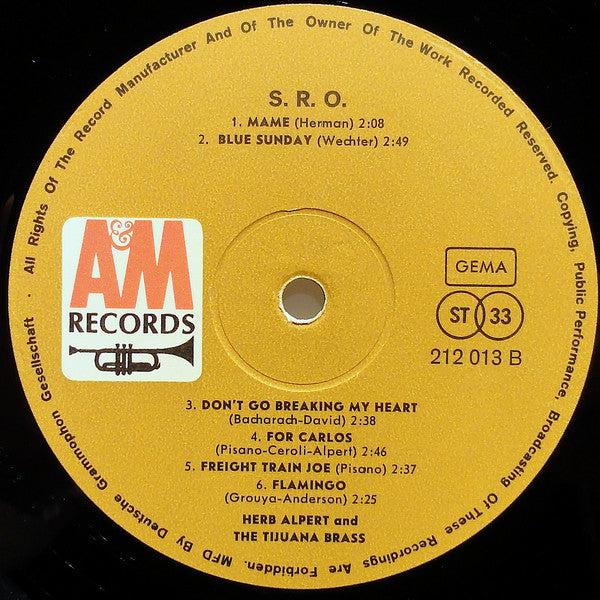 S. R. O.
1. MAME (Herman) 2:08
2. BLUE SUNDAY (Wechter) 2:49
A&M
RECORDS
GEMA
ST 33
212 013 B
3. DON'T GO BREAKING MY HEART
(Bacharach-David) 2:38
4. FOR CARLOS
(Pisano-Ceroli-Alpert) 2:46
5. FREIGHT TRAIN JOE (Pisano) 2:37
6. FLAMINGO
(Grouya-Anderson) 2:25
HERB ALPERT and
THE TIJUANA BRASS
All Rights Of The Record Manufacturer And Of The Owner Of The Work Recorded Reserved. Copying, Public Performance, Broadcasting Of These Recordings Are Forbidden. MFD By Deutsche Grammophon Gesellschaft ·